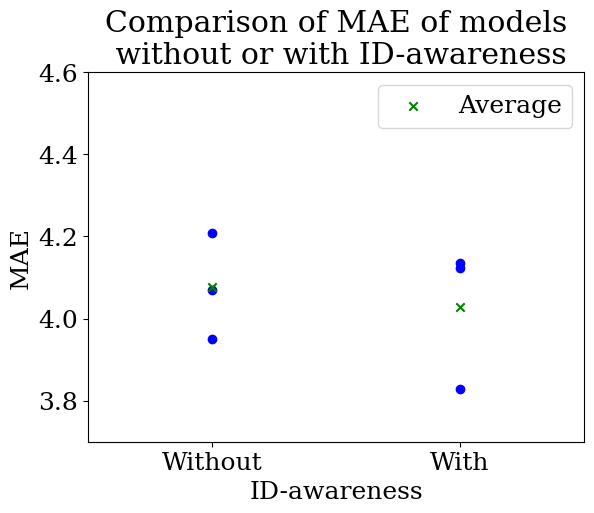 Comparison of MAE of models
without or with ID-awareness
4.6
Average
4.4
4.2
MAE
4.0
3.8
Without
With
ID-awareness